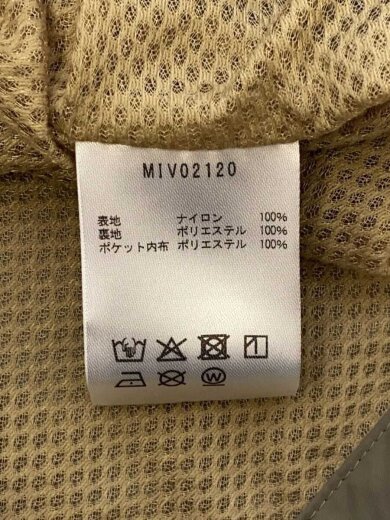 MIV02120
表地 ナイロン 100%
裏地 ポリエステル 100%
ポケット内布 ポリエステル 100%
W